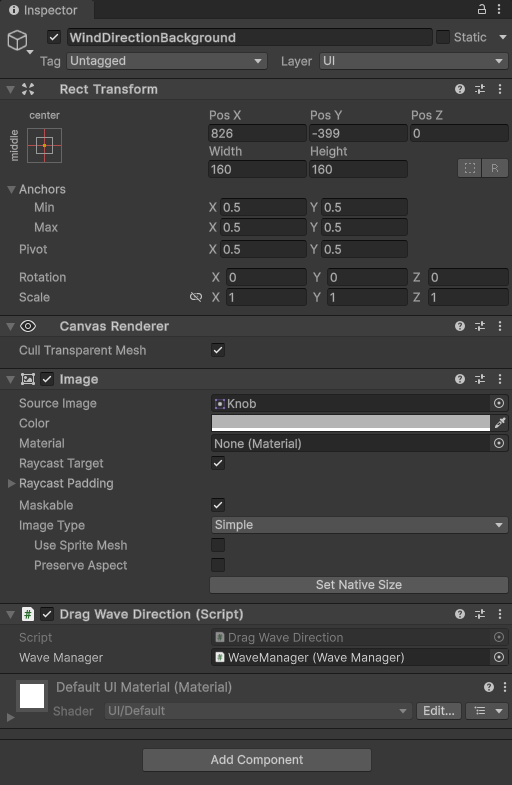 Inspector
WindDirectionBackground Static
Tag Untagged Layer UI
Rect Transform
center
middle
Pos X Pos Y Pos Z
826 -399 0
Width Height
160 160 R
Anchors
Min X 0.5 Y 0.5
Max X 0.5 Y 0.5
Pivot X 0.5 Y 0.5
Rotation X 0 Y 0 Z 0
Scale X 1 Y 1 Z 1
Canvas Renderer
Cull Transparent Mesh
Image
Source Image Knob
Color
Material None (Material)
Raycast Target
Raycast Padding
Maskable
Image Type Simple
Use Sprite Mesh
Preserve Aspect
Set Native Size
# Drag Wave Direction (Script)
Script # Drag Wave Direction
Wave Manager # WaveManager (Wave Manager)
Default UI Material (Material)
Shader UI/Default Edit...
Add Component